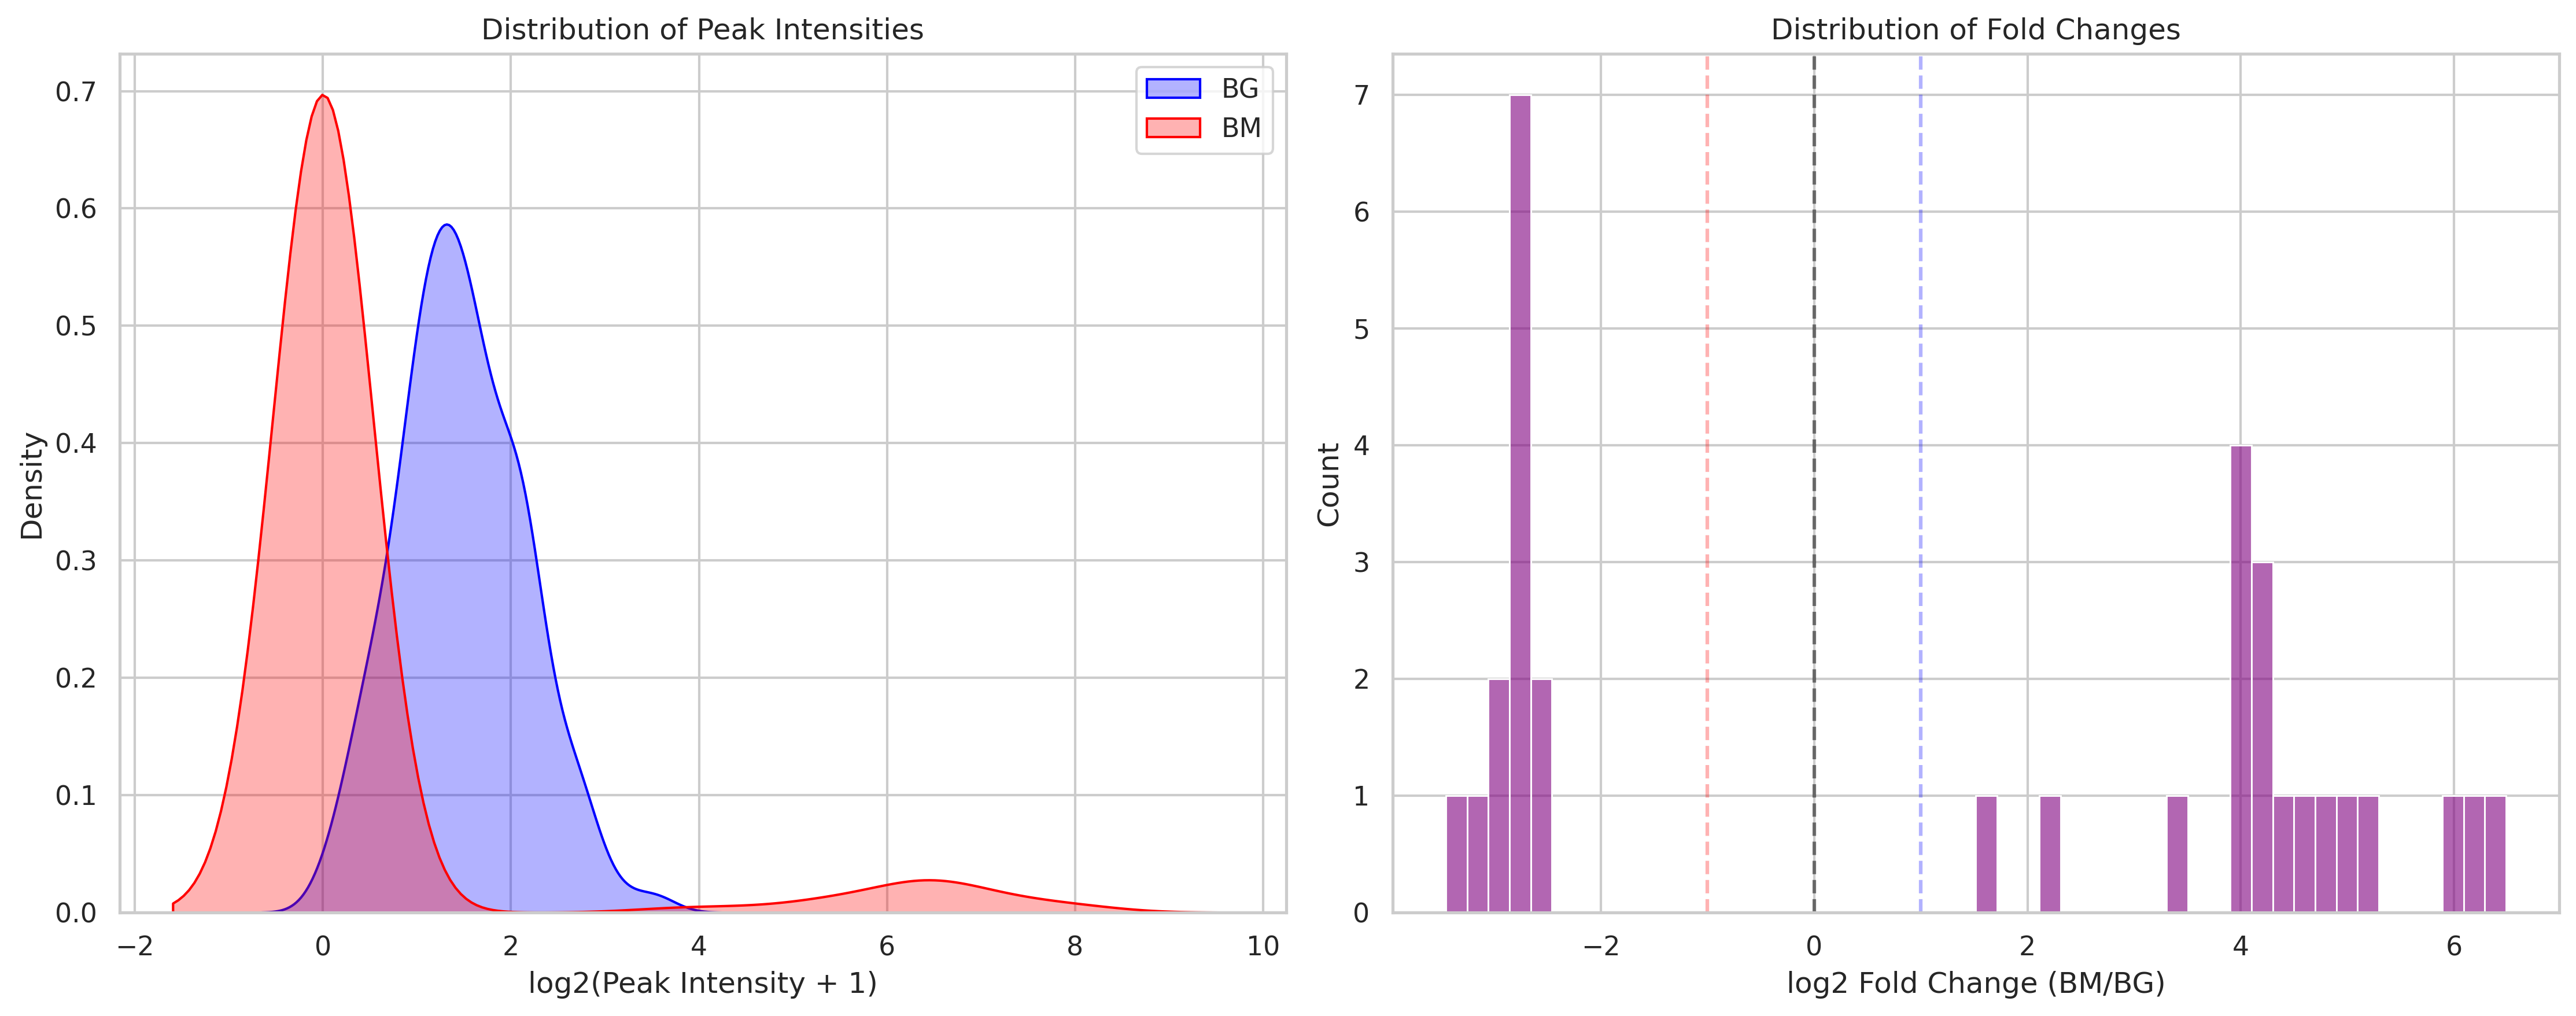 Distribution of Peak Intensities
BG
BM
0.7
0.6
0.5
0.4
0.3
0.2
0.1
0.0
Density
−2 0 2 4 6 8 10
log2(Peak Intensity + 1)
Distribution of Fold Changes
7
6
5
4
3
2
1
0
Count
−2 0 2 4 6
log2 Fold Change (BM/BG)